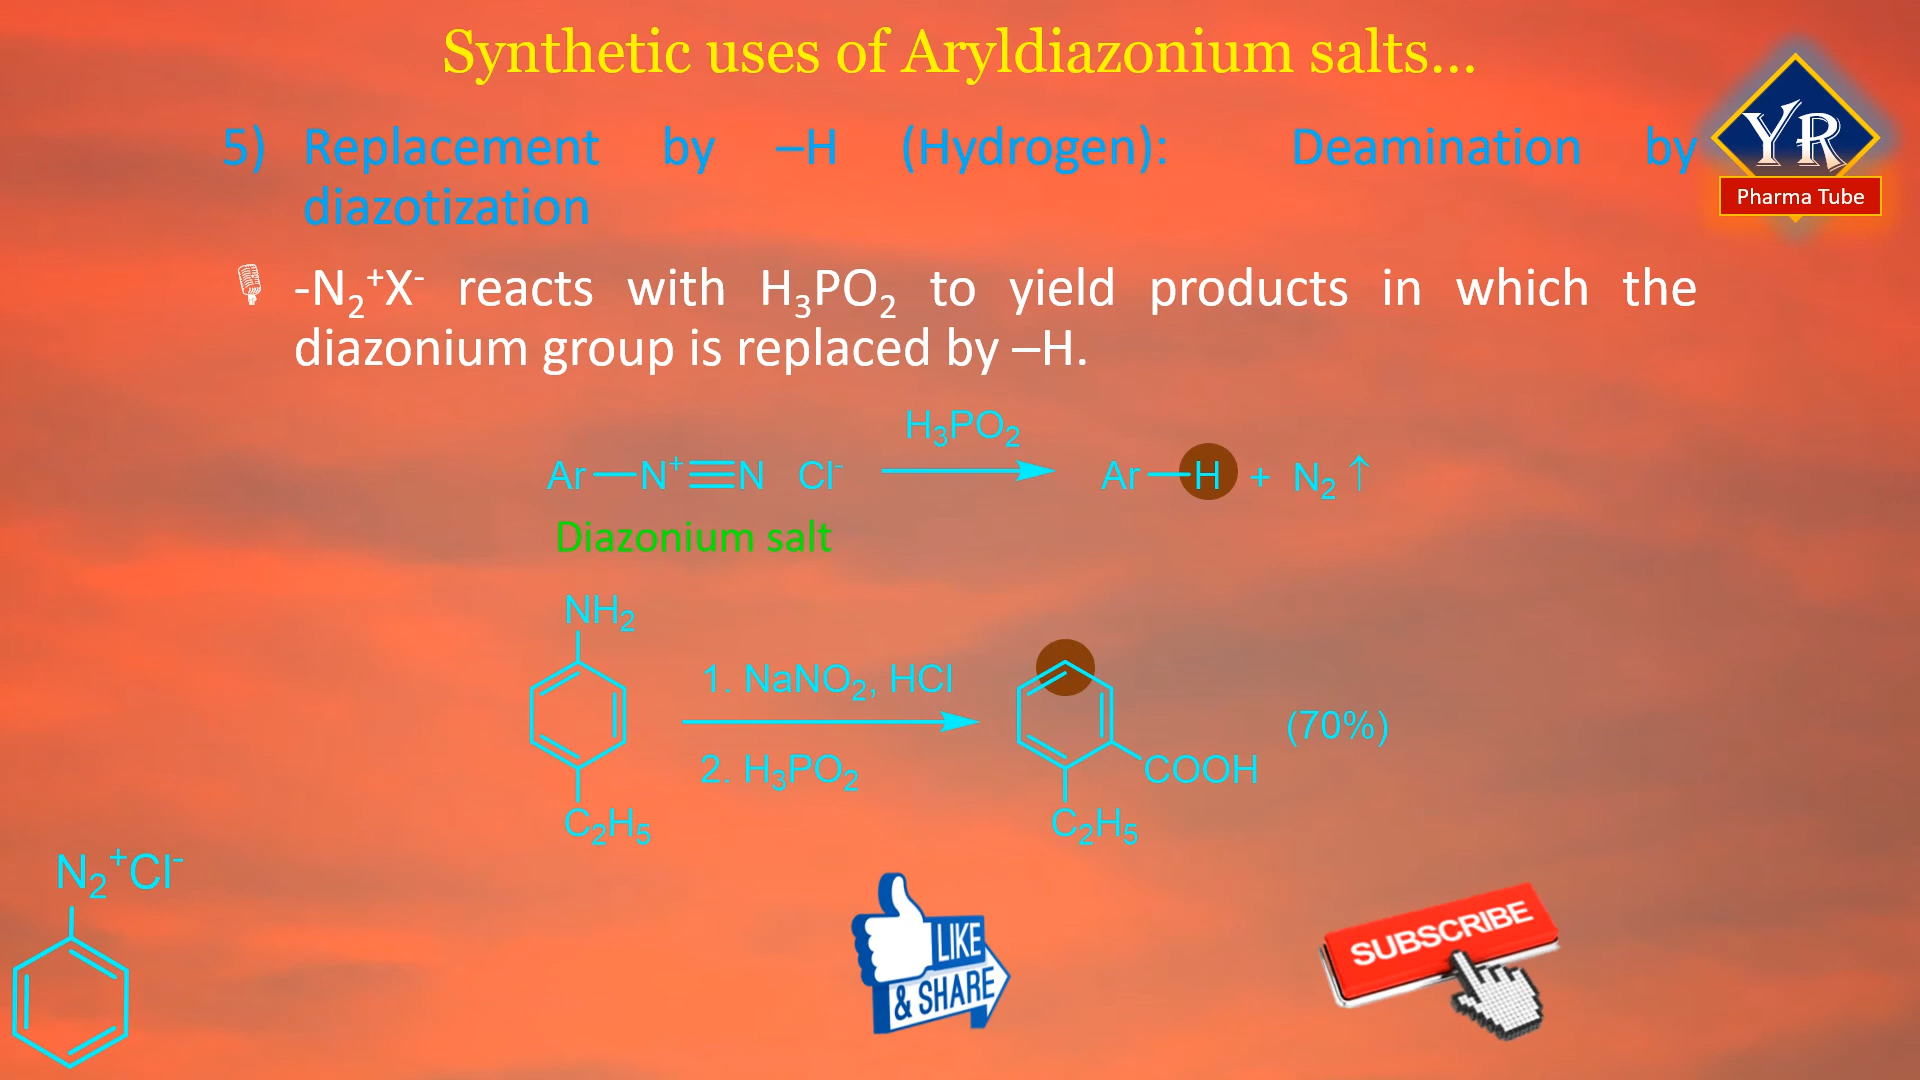 Synthetic uses of Aryldiazonium salts...
YR
Pharma Tube
5) Replacement by –H (Hydrogen): Deamination by
diazotization
-N₂⁺X⁻ reacts with H₃PO₂ to yield products in which the
diazonium group is replaced by –H.
H₃PO₂
Ar—N⁺≡N Cl⁻ Ar—H + N₂ ↑
Diazonium salt
NH₂
1. NaNO₂, HCl
(70%)
2. H₃PO₂
COOH
C₂H₅ C₂H₅
N₂⁺Cl⁻
LIKE
& SHARE
SUBSCRIBE